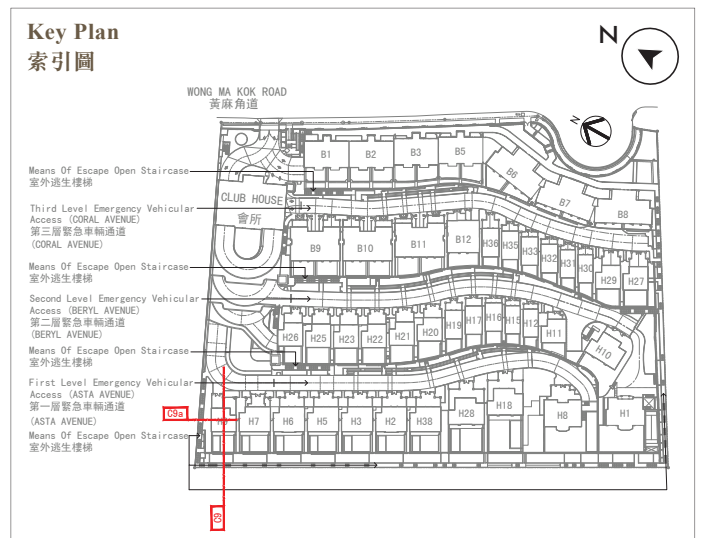 Key Plan
索引圖
N
WONG MA KOK ROAD
黃麻角道
N
B1
B2
B3
B5
B6
B7
B8
Means Of Escape Open Staircase
室外逃生樓梯
CLUB HOUSE
會所
Third Level Emergency Vehicular
Access (CORAL AVENUE)
第三層緊急車輛通道
(CORAL AVENUE)
B9
B10
B11
B12
H36
H35
H33
H32
H31
H30
H29
H27
Means Of Escape Open Staircase
室外逃生樓梯
Second Level Emergency Vehicular
Access (BERYL AVENUE)
第二層緊急車輛通道
(BERYL AVENUE)
H26
H25
H23
H22
H21
H20
H19
H17
H16
H15
H12
H11
H10
Means Of Escape Open Staircase
室外逃生樓梯
First Level Emergency Vehicular
Access (ASTA AVENUE)
第一層緊急車輛通道
(ASTA AVENUE)
C9a
H7
H6
H5
H3
H2
H38
H28
H18
H8
H1
Means Of Escape Open Staircase
室外逃生樓梯
C9